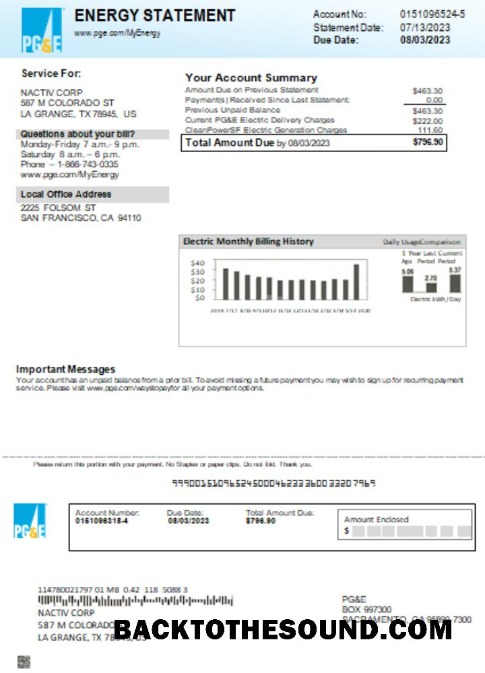 PG&E
ENERGY STATEMENT
www.pge.com/MyEnergy
Account No: 0151096524-5
Statement Date: 07/13/2023
Due Date: 08/03/2023
Service For:
NACTIV CORP
587 M COLORADO ST
LA GRANGE, TX 78945, US
Questions about your bill?
Monday-Friday 7 a.m.- 9 p.m.
Saturday 8 a.m. – 6 p.m.
Phone – 1-866-743-0335
www.pge.com/MyEnergy
Local Office Address
2225 FOLSOM ST
SAN FRANCISCO, CA 94110
Your Account Summary
Amount Due on Previous Statement $463.30
Payment(s) Received Since Last Statement: 0.00
Previous Unpaid Balance $463.30
Current PG&E Electric Delivery Charges $222.00
CleanPowerSF Electric Generation Charges 111.60
Total Amount Due by 08/03/2023 $796.90
Electric Monthly Billing History
Daily UsageComparison
$40
$30
$20
$10
$0
1 Year Last Current
Ago Period Period
5.06 2.70 5.37
Electric kWh/Day
Important Messages
Your account has an unpaid balance from a prior bill. To avoid missing a future payment you may wish to sign up for recurring payment
service. Please visit www.pge.com/waystopay for all your payment options.
Please return this portion with your payment. No Staples or paper clips. Do not fold. Thank you.
PG&E
Account Number: Due Date: Total Amount Due:
0151096318-4 08/03/2023 $796.90
Amount Enclosed
$
114780021797 01 MB 0.42 118 5088 3
NACTIV CORP
587 M COLORADO
LA GRANGE, TX
PG&E
BOX 997300
SACRAMENTO, CA 95899-7300
BACKTOTHESOUND.COM